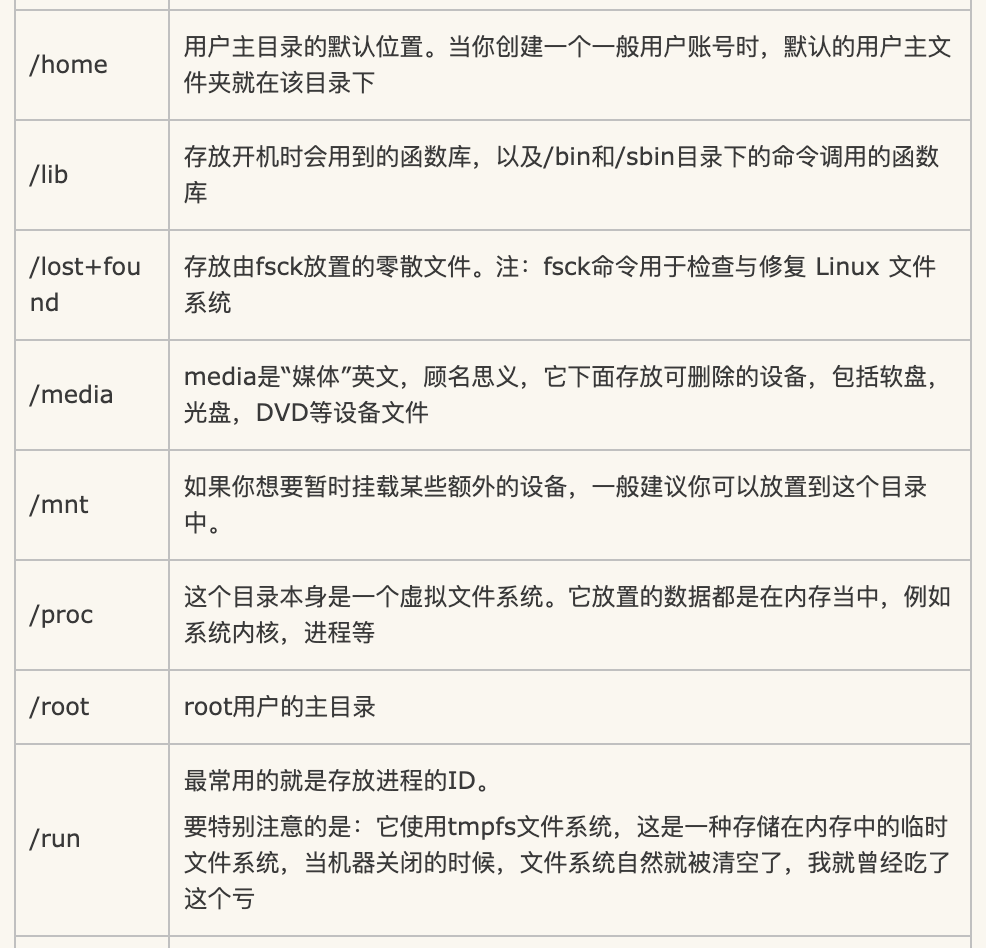 /home
用户主目录的默认位置。当你创建一个一般用户账号时，默认的用户主文
件夹就在该目录下
/lib
存放开机时会用到的函数库，以及/bin和/sbin目录下的命令调用的函数
库
/lost+fou
nd
存放由fsck放置的零散文件。注：fsck命令用于检查与修复 Linux 文件
系统
/media
media是“媒体”英文，顾名思义，它下面存放可删除的设备，包括软盘，
光盘，DVD等设备文件
/mnt
如果你想要暂时挂载某些额外的设备，一般建议你可以放置到这个目录
中。
/proc
这个目录本身是一个虚拟文件系统。它放置的数据都是在内存当中，例如
系统内核，进程等
/root
root用户的主目录
/run
最常用的就是存放进程的ID。
要特别注意的是：它使用tmpfs文件系统，这是一种存储在内存中的临时
文件系统，当机器关闭的时候，文件系统自然就被清空了，我就曾经吃了
这个亏